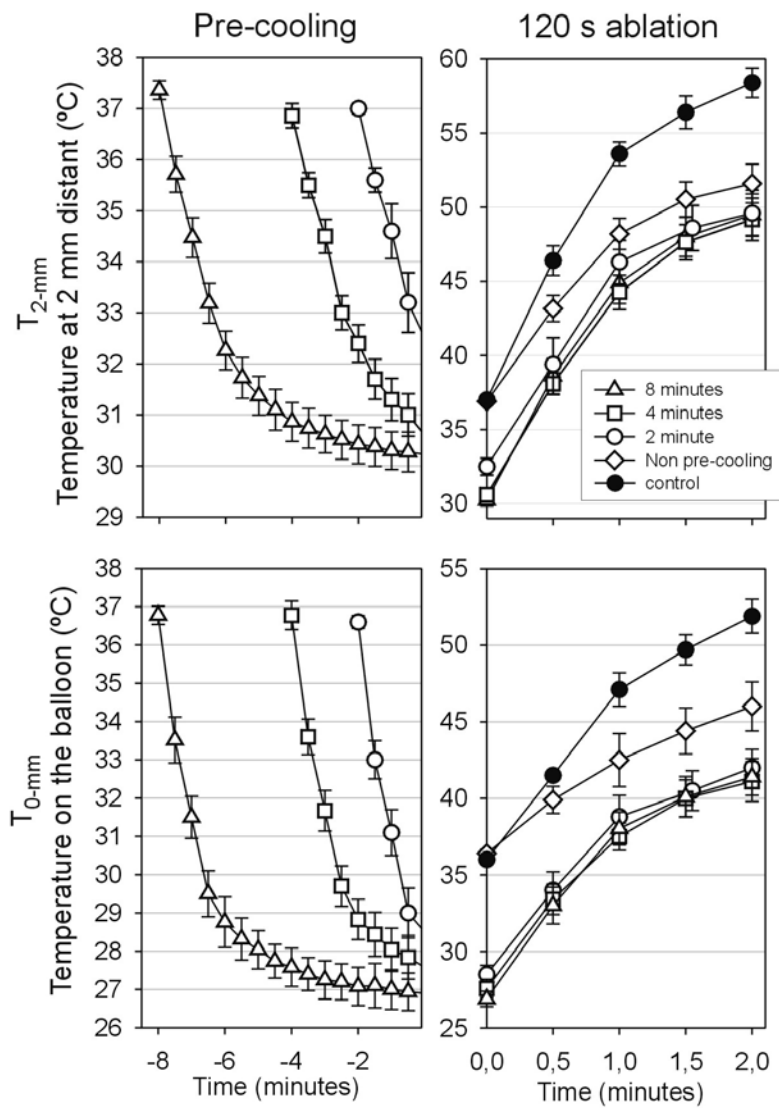 Pre-cooling
120 s ablation
T2-mm
Temperature at 2 mm distant (ºC)
38
37
36
35
34
33
32
31
30
29
60
55
50
45
40
35
30
8 minutes
4 minutes
2 minute
Non pre-cooling
control
T0-mm
Temperature on the balloon (ºC)
38
37
36
35
34
33
32
31
30
29
28
27
26
-8 -6 -4 -2
Time (minutes)
55
50
45
40
35
30
25
0,0 0,5 1,0 1,5 2,0
Time (minutes)